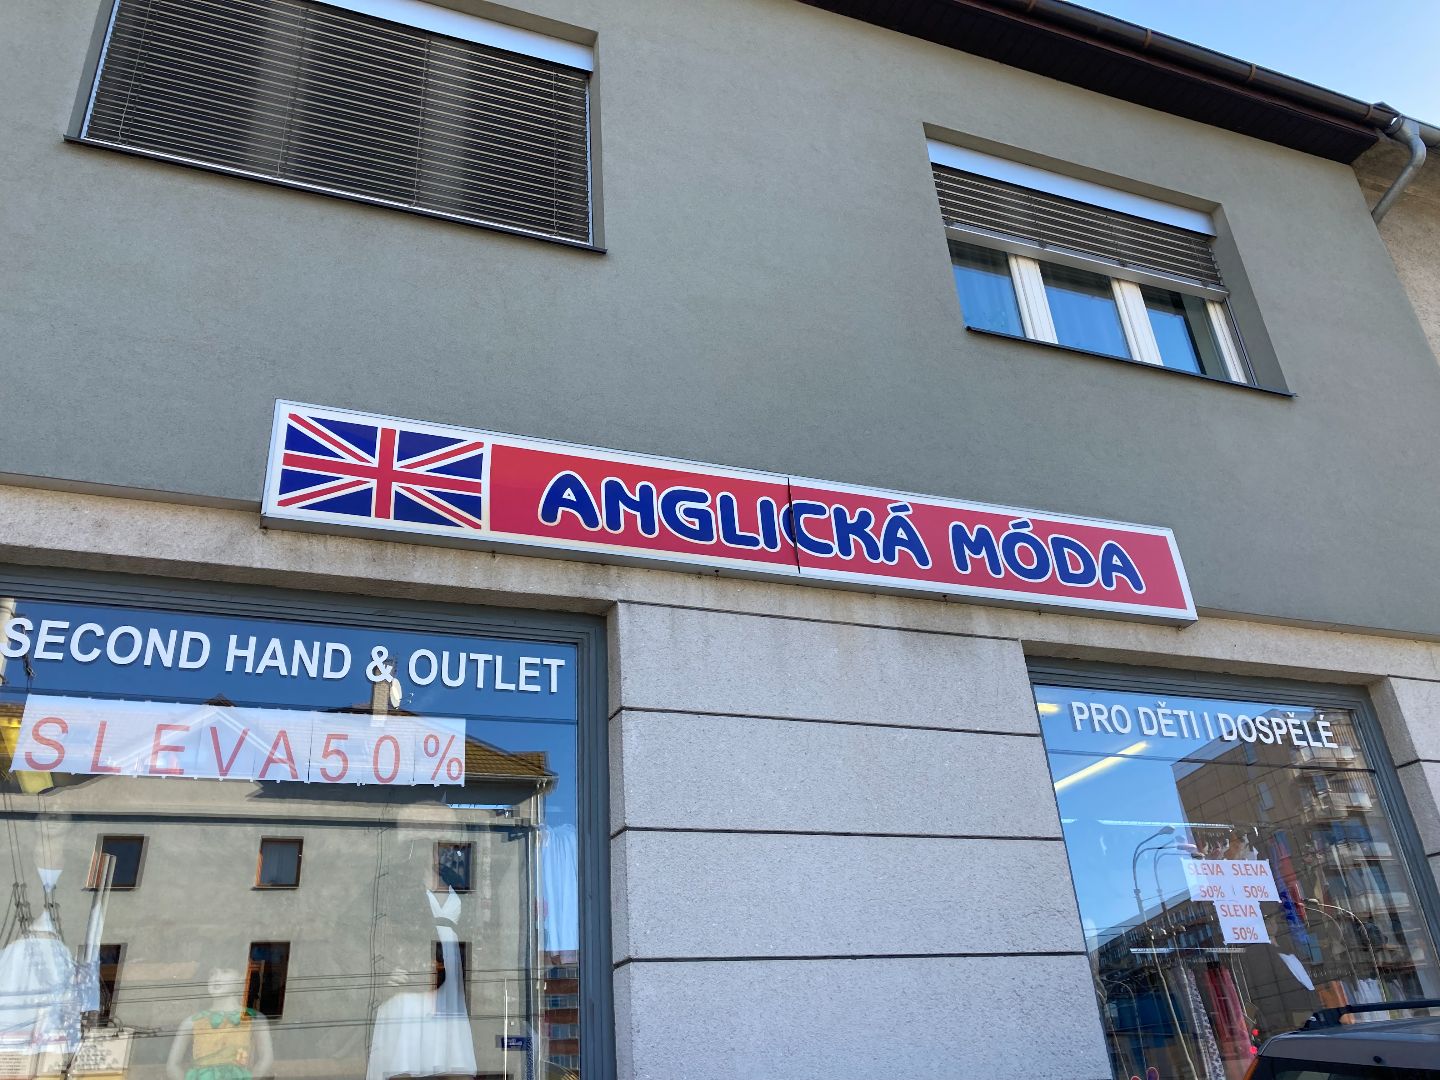 ANGLICKÁ MÓDA
SECOND HAND & OUTLET
SLEVA 50%
PRO DĚTI I DOSPĚLÉ
SLEVA SLEVA
50% 50%
SLEVA
50%